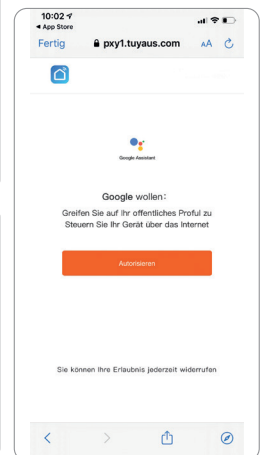 10:02
◀ App Store
Fertig pxy1.tuyaus.com AA
Google Assistant
Google wollen:
Greifen Sie auf Ihr offentliches Proful zu
Steuern Sie Ihr Gerät über das Internet
Autorisieren
Sie können Ihre Erlaubnis jederzeit widerrufen